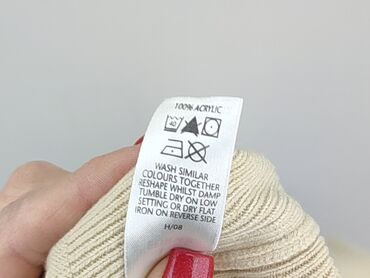 100% ACRYLIC
40
WASH SIMILAR
COLOURS TOGETHER
RESHAPE WHILST DAMP
TUMBLE DRY ON LOW
SETTING OR DRY FLAT
IRON ON REVERSE SIDE
H/08